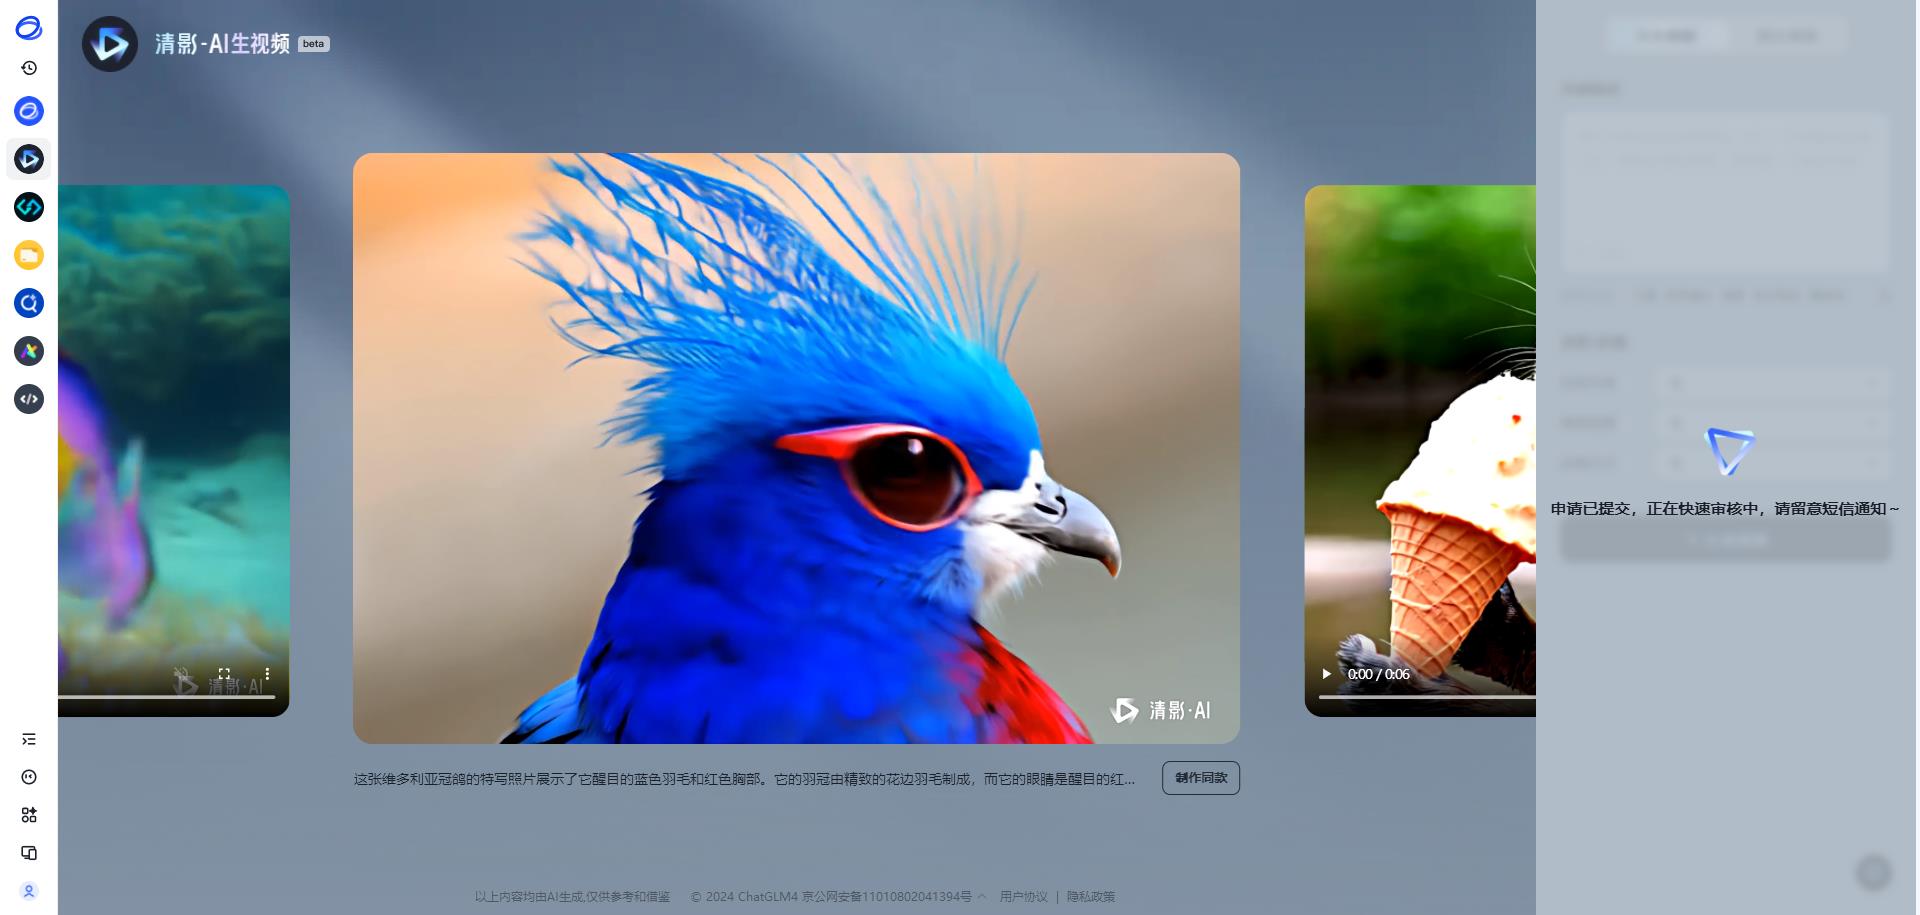 清影-AI生视频 beta
清影·AI
0:00 / 0:06
清影·AI
这张维多利亚冠鸽的特写照片展示了它醒目的蓝色羽毛和红色胸部。它的羽冠由精致的花边羽毛制成，而它的眼睛是醒目的红...
制作同款
申请已提交，正在快速审核中，请留意短信通知～
以上内容均由AI生成,仅供参考和借鉴 © 2024 ChatGLM4 京公网安备11010802041394号 用户协议 | 隐私政策